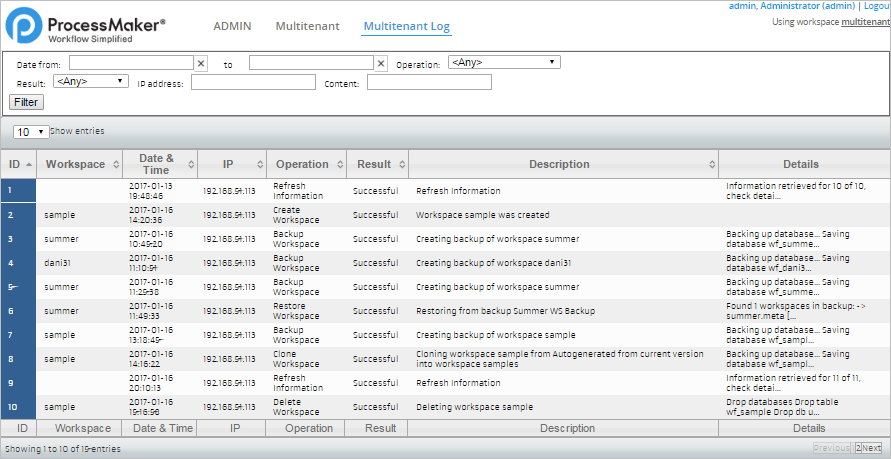 admin, Administrator (admin) | Logout
Using workspace multitenant
ProcessMaker®
Workflow Simplified
ADMIN Multitenant Multitenant Log
Date from: to Operation: <Any>
Result: <Any> IP address: Content:
Filter
10 Show entries
ID Workspace Date & Time IP Operation Result Description Details
1 2017-01-13 19:48:46 192.168.51.113 Refresh Information Successful Refresh Information Information retrieved for 10 of 10, check detai...
2 sample 2017-01-16 14:20:36 192.168.51.113 Create Workspace Successful Workspace sample was created
3 summer 2017-01-16 10:45:20 192.168.51.113 Backup Workspace Successful Creating backup of workspace summer Backing up database... Saving database wf_summe...
4 dani31 2017-01-16 11:10:51 192.168.51.113 Backup Workspace Successful Creating backup of workspace dani31 Backing up database... Saving database wf_dani3...
5 summer 2017-01-16 11:25:38 192.168.51.113 Backup Workspace Successful Creating backup of workspace summer Backing up database... Saving database wf_summe...
6 summer 2017-01-16 11:49:33 192.168.51.113 Restore Workspace Successful Restoring from backup Summer WS Backup Found 1 workspaces in backup: -> summer.meta [...
7 sample 2017-01-16 13:18:45 192.168.51.113 Backup Workspace Successful Creating backup of workspace sample Backing up database... Saving database wf_sampl...
8 sample 2017-01-16 14:16:22 192.168.51.113 Clone Workspace Successful Cloning workspace sample from Autogenerated from current version into workspace samples Backing up database... Saving database wf_sampl...
9 2017-01-16 20:10:13 192.168.51.113 Refresh Information Successful Refresh Information Information retrieved for 11 of 11, check detai...
10 sample 2017-01-16 15:16:56 192.168.51.113 Delete Workspace Successful Deleting workspace sample Drop databases Drop table wf_sample Drop db u...
ID Workspace Date & Time IP Operation Result Description Details
Showing 1 to 10 of 15 entries Previous 1 2 Next